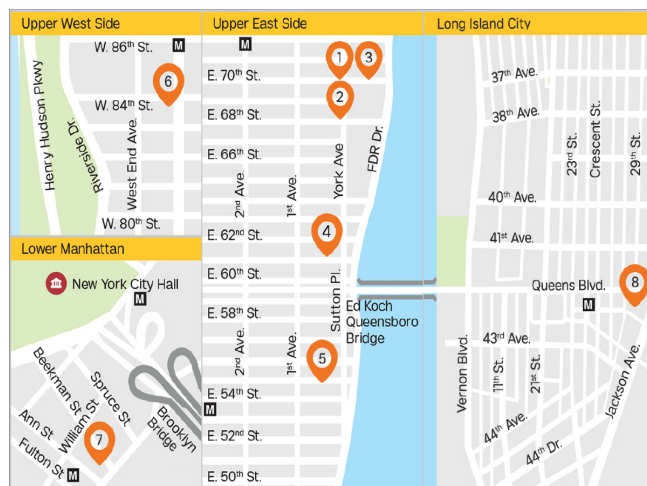 Upper West Side
W. 86th St.
M
6
W. 84th St.
Henry Hudson Pkwy
Riverside Dr.
West End Ave.
W. 80th St.
Lower Manhattan
New York City Hall
M
Beekman St.
Spruce St.
William St.
Ann St.
Fulton St.
7
M
Brooklyn
Bridge
Upper East Side
M
1
3
E. 70th St.
2
E. 68th St.
E. 66th St.
2nd Ave.
1st Ave.
York Ave
FDR Dr.
E. 62nd St.
4
E. 60th St.
Sutton Pl.
E. 58th St.
Ed Koch
Queensboro
Bridge
2nd Ave.
1st Ave.
5
E. 54th St.
M
E. 52nd St.
E. 50th St.
Long Island City
37th Ave.
38th Ave.
23rd St.
Crescent St.
29th St.
40th Ave.
41st Ave.
Queens Blvd.
8
M
43rd Ave.
Vernon Blvd.
11th St.
21st St.
Jackson Ave.
44th Ave.
44th Dr.